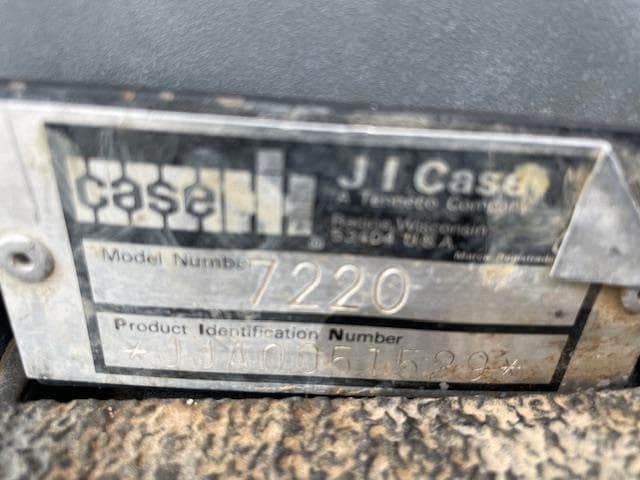 case IH
J I Case
A Tenneco Company
Racine Wisconsin
53404 U.S.A.
Marca Registrada
Model Number 7220
Product Identification Number
*JJA0051529*